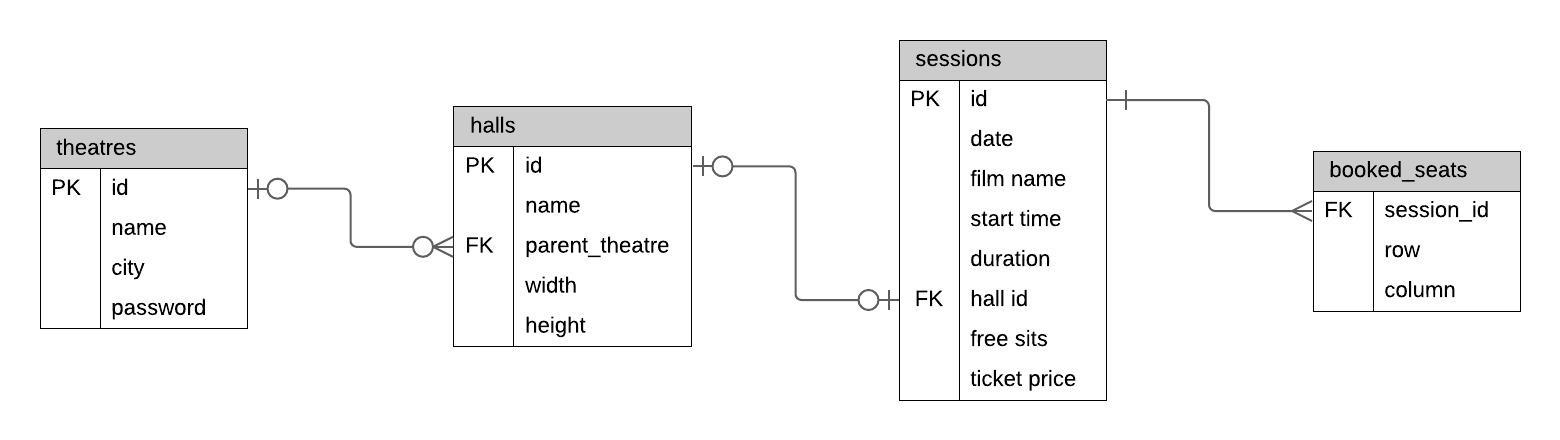 theatres
PK id
name
city
password
halls
PK id
name
FK parent_theatre
width
height
sessions
PK id
date
film name
start time
duration
FK hall id
free sits
ticket price
booked_seats
FK session_id
row
column